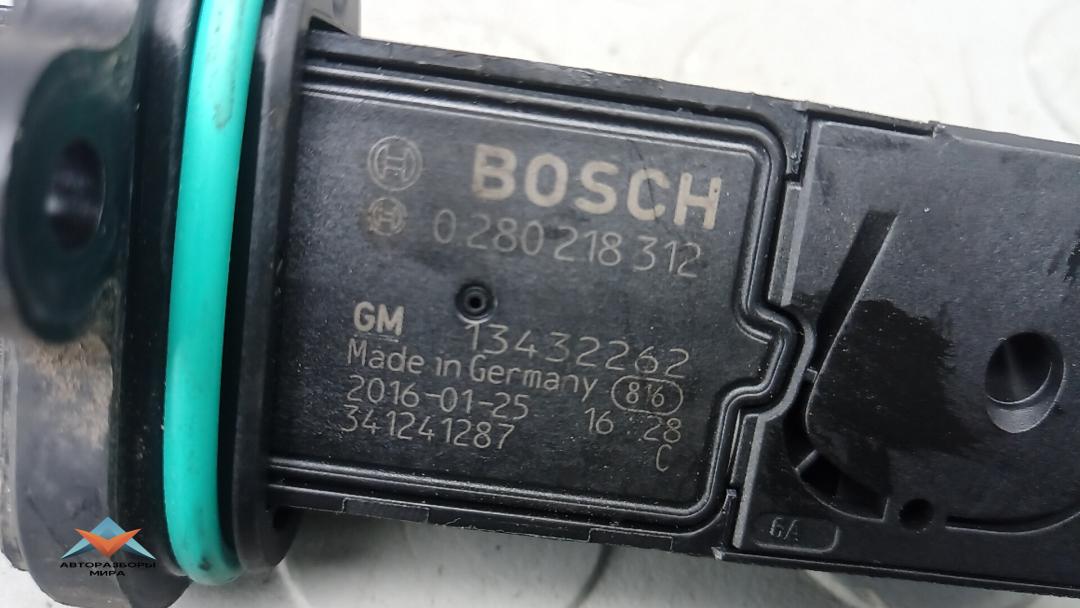 BOSCH
0 280 218 312
GM
13432262
Made in Germany 816
2016-01-25 16 28
341241287 C
6A
АВТОРАЗБОРЫ
МИРА